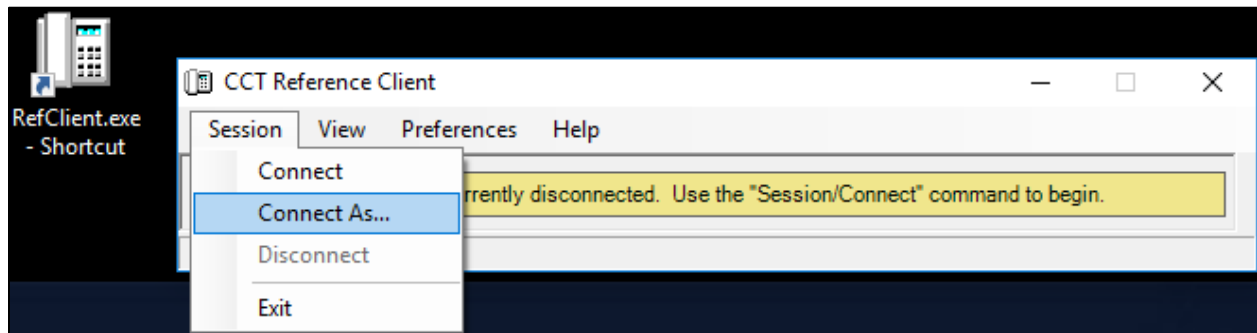 RefClient.exe
- Shortcut
CCT Reference Client
Session View Preferences Help
Connect
Connect As...
Disconnect
Exit
disconnected. Use the "Session/Connect" command to begin.